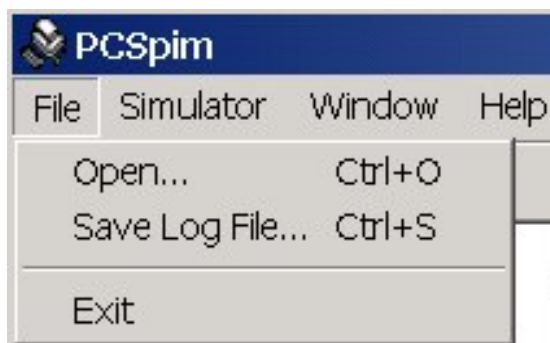 PCSpim
File Simulator Window Help
Open... Ctrl+O
Save Log File... Ctrl+S
Exit